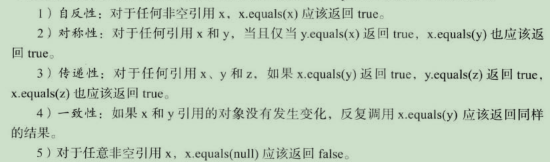 1）自反性：对于任何非空引用 x，x.equals(x) 应该返回 true。
2）对称性：对于任何引用 x 和 y，当且仅当 y.equals(x) 返回 true，x.equals(y) 也应该返
回 true。
3）传递性：对于任何引用 x、y 和 z，如果 x.equals(y) 返回 true，y.equals(z) 返回 true，
x.equals(z) 也应该返回 true。
4）一致性：如果 x 和 y 引用的对象没有发生变化，反复调用 x.equals(y) 应该返回同样
的结果。
5）对于任意非空引用 x，x.equals(null) 应该返回 false。